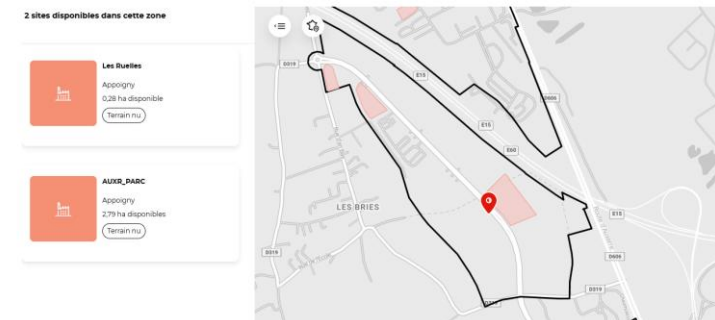 2 sites disponibles dans cette zone
Les Ruelles
Appoigny
0,28 ha disponible
Terrain nu
AUXR_PARC
Appoigny
2,79 ha disponibles
Terrain nu
D319
E15
D606
E15
E60
LES BRIES
E15
D319
D606
D319